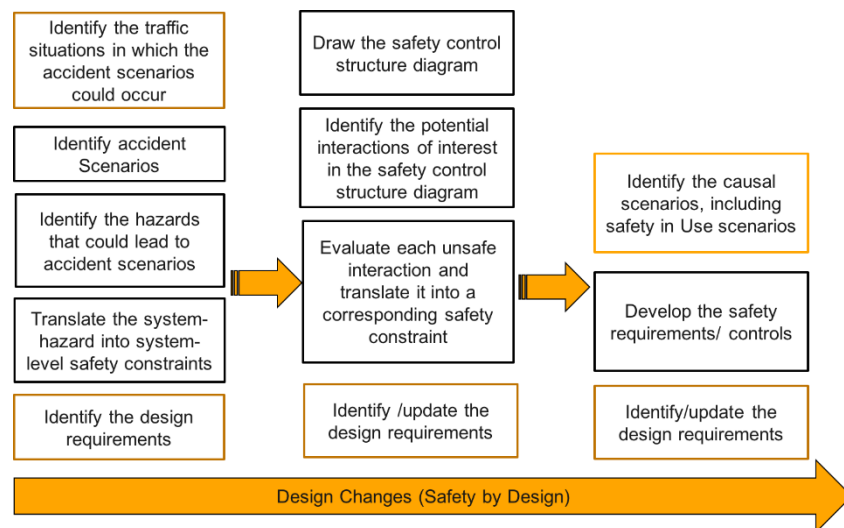 Identify the traffic
situations in which the
accident scenarios
could occur
Identify accident
Scenarios
Identify the hazards
that could lead to
accident scenarios
Translate the system-
hazard into system-
level safety constraints
Identify the design
requirements
Draw the safety control
structure diagram
Identify the potential
interactions of interest
in the safety control
structure diagram
Evaluate each unsafe
interaction and
translate it into a
corresponding safety
constraint
Identify /update the
design requirements
Identify the causal
scenarios, including
safety in Use scenarios
Develop the safety
requirements/ controls
Identify/update the
design requirements
Design Changes (Safety by Design)